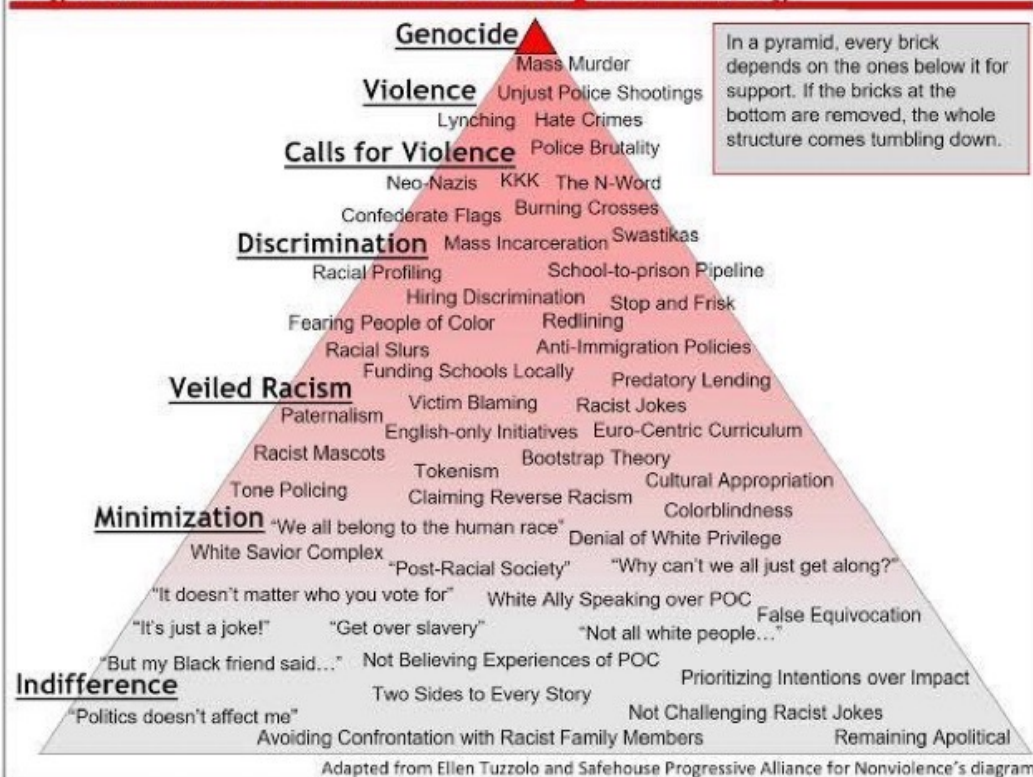 Genocide
Mass Murder
Violence
Unjust Police Shootings
Lynching
Hate Crimes
Calls for Violence
Police Brutality
Neo-Nazis
KKK
The N-Word
Confederate Flags
Burning Crosses
Discrimination
Mass Incarceration
Swastikas
Racial Profiling
School-to-prison Pipeline
Hiring Discrimination
Stop and Frisk
Fearing People of Color
Redlining
Racial Slurs
Anti-Immigration Policies
Funding Schools Locally
Predatory Lending
Veiled Racism
Victim Blaming
Racist Jokes
Paternalism
English-only Initiatives
Euro-Centric Curriculum
Racist Mascots
Bootstrap Theory
Tokenism
Cultural Appropriation
Tone Policing
Claiming Reverse Racism
Colorblindness
Minimization
"We all belong to the human race"
Denial of White Privilege
White Savior Complex
"Post-Racial Society"
"Why can't we all just get along?"
"It doesn't matter who you vote for"
White Ally Speaking over POC
False Equivocation
"It's just a joke!"
"Get over slavery"
"Not all white people…"
"But my Black friend said…"
Not Believing Experiences of POC
Indifference
Prioritizing Intentions over Impact
Two Sides to Every Story
"Politics doesn't affect me"
Not Challenging Racist Jokes
Avoiding Confrontation with Racist Family Members
Remaining Apolitical
In a pyramid, every brick
depends on the ones below it for
support. If the bricks at the
bottom are removed, the whole
structure comes tumbling down.
Adapted from Ellen Tuzzolo and Safehouse Progressive Alliance for Nonviolence's diagram